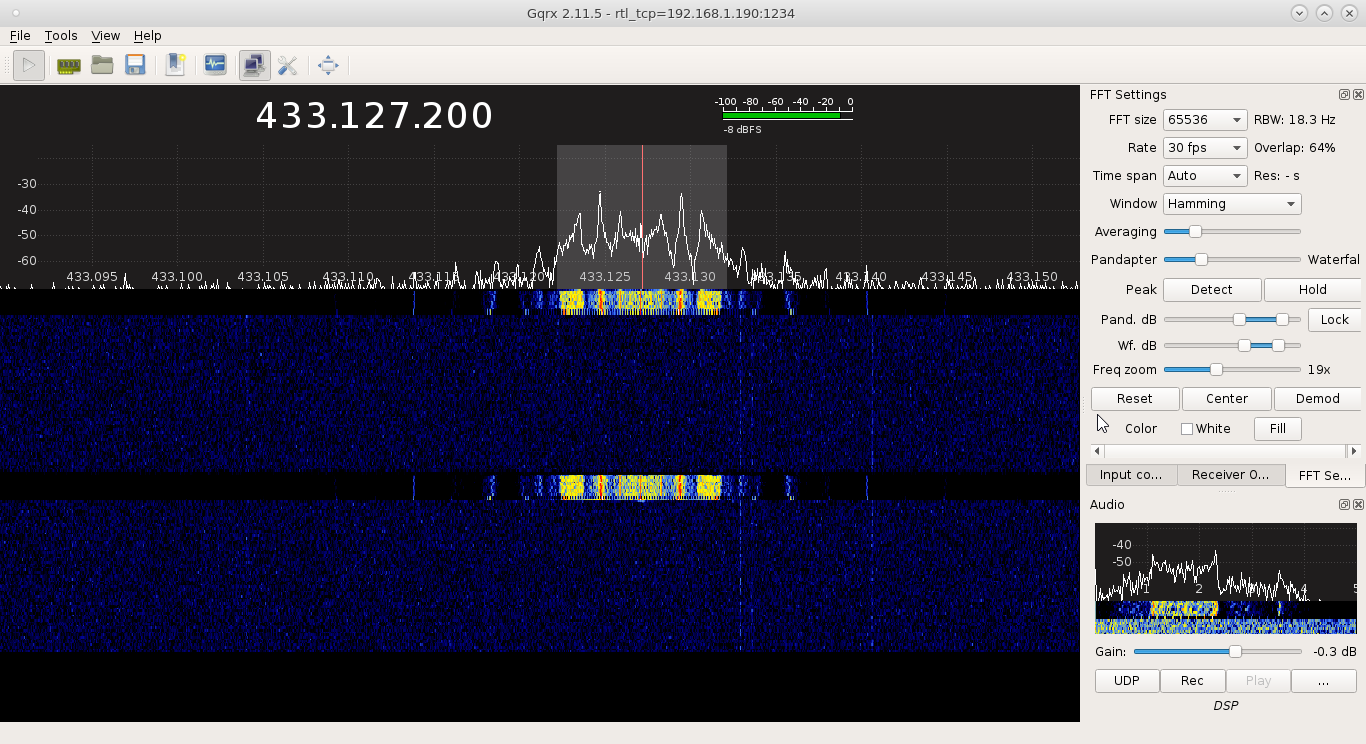 Gqrx 2.11.5 - rtl_tcp=192.168.1.190:1234
File Tools View Help
433.127.200
-100 -80 -60 -40 -20 0
-8 dBFS
-30
-40
-50
-60
433.095 433.100 433.105 433.110 433.115 433.120 433.125 433.130 433.135 433.140 433.145 433.150
FFT Settings
FFT size 65536 RBW: 18.3 Hz
Rate 30 fps Overlap: 64%
Time span Auto Res: - s
Window Hamming
Averaging
Pandapter Waterfal
Peak Detect Hold
Pand. dB Lock
Wf. dB
Freq zoom 19x
Reset Center Demod
Color White Fill
Input co... Receiver O... FFT Se...
Audio
-40
-50
1 2 4 5
Gain: -0.3 dB
UDP Rec Play ...
DSP